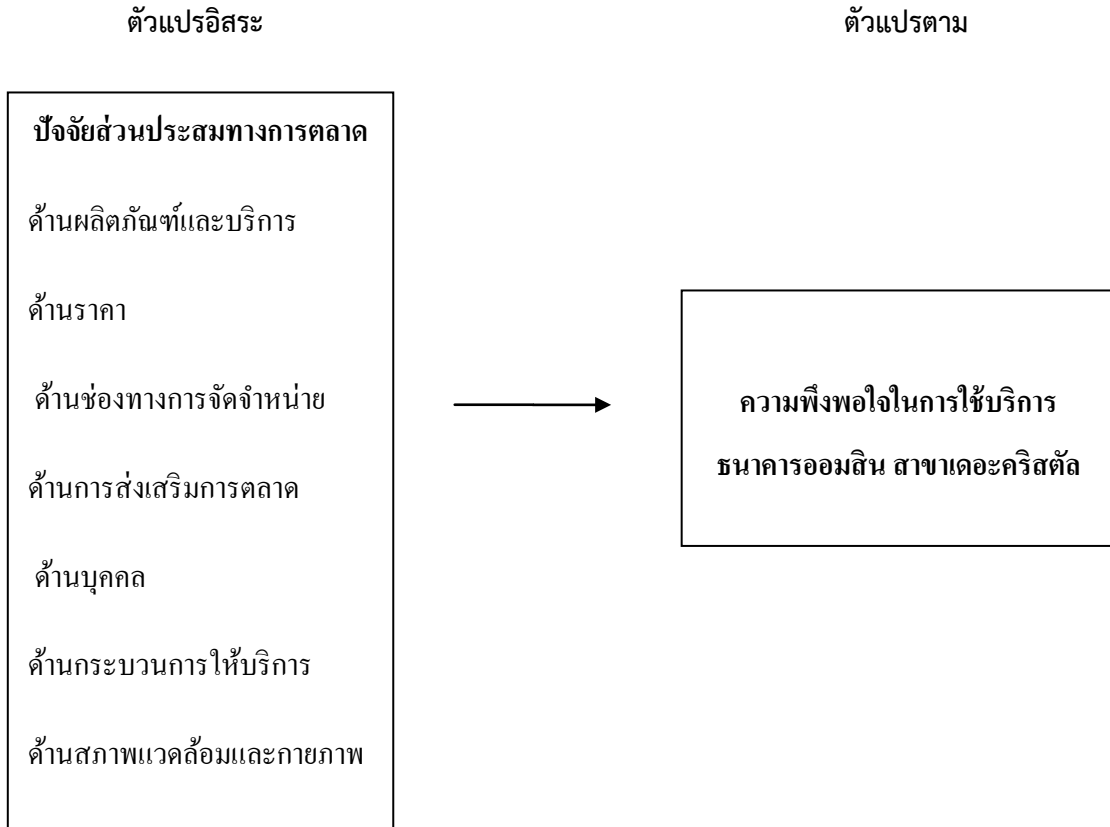 ตัวแปรอิสระ
ตัวแปรตาม
ปัจจัยส่วนประสมทางการตลาด
ด้านผลิตภัณฑ์และบริการ
ด้านราคา
ด้านช่องทางการจัดจำหน่าย
ด้านการส่งเสริมการตลาด
ด้านบุคคล
ด้านกระบวนการให้บริการ
ด้านสภาพแวดล้อมและกายภาพ
ความพึงพอใจในการใช้บริการ
ธนาคารออมสิน สาขาเดอะคริสตัล